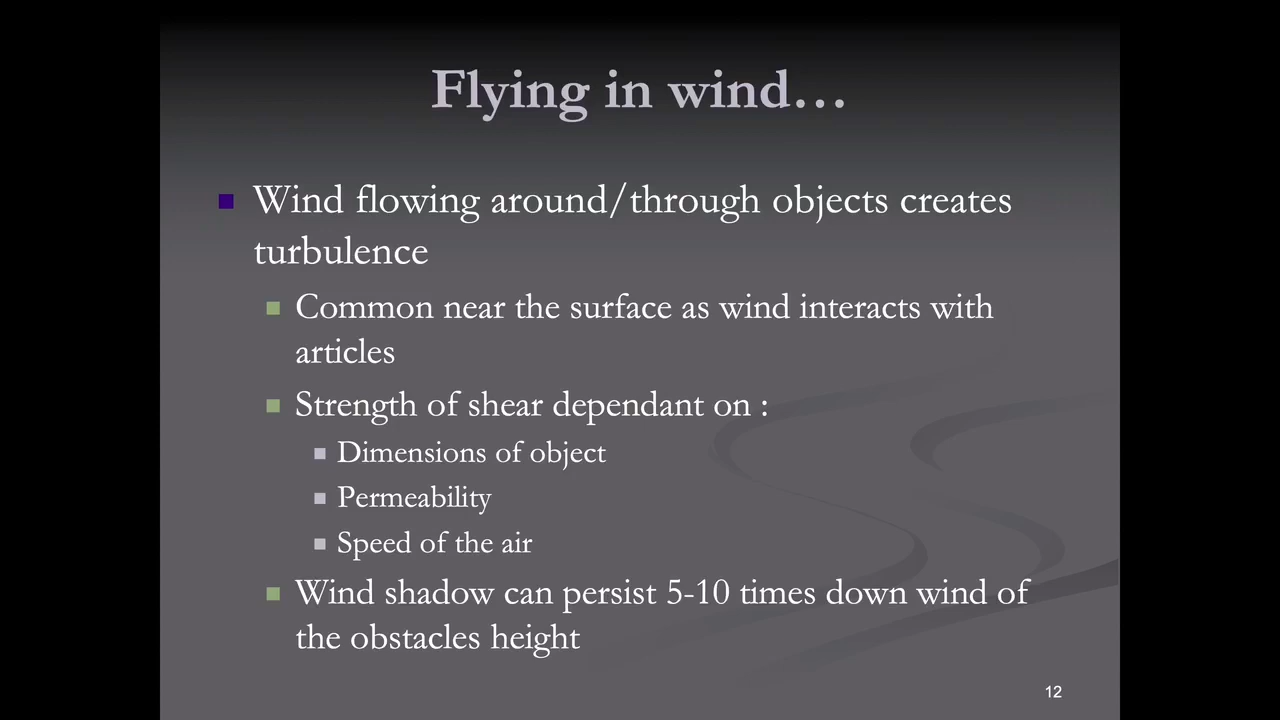 Flying in wind…
Wind flowing around/through objects creates
turbulence
Common near the surface as wind interacts with
articles
Strength of shear dependant on :
Dimensions of object
Permeability
Speed of the air
Wind shadow can persist 5-10 times down wind of
the obstacles height
12